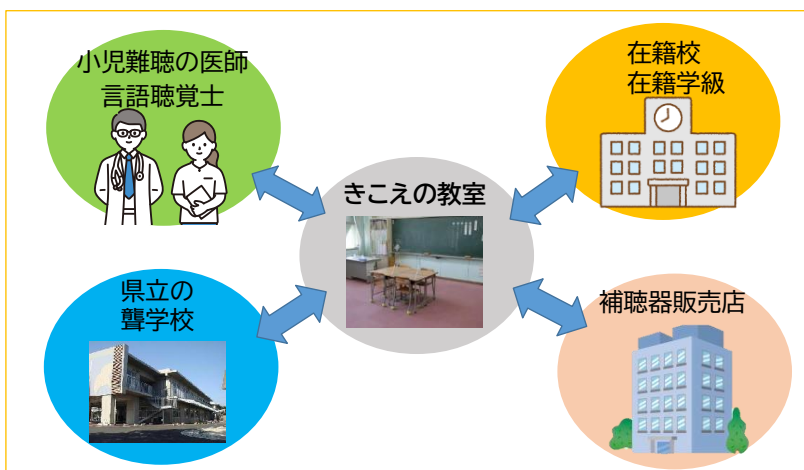 小児難聴の医師
言語聴覚士
在籍校
在籍学級
きこえの教室
県立の
聾学校
補聴器販売店